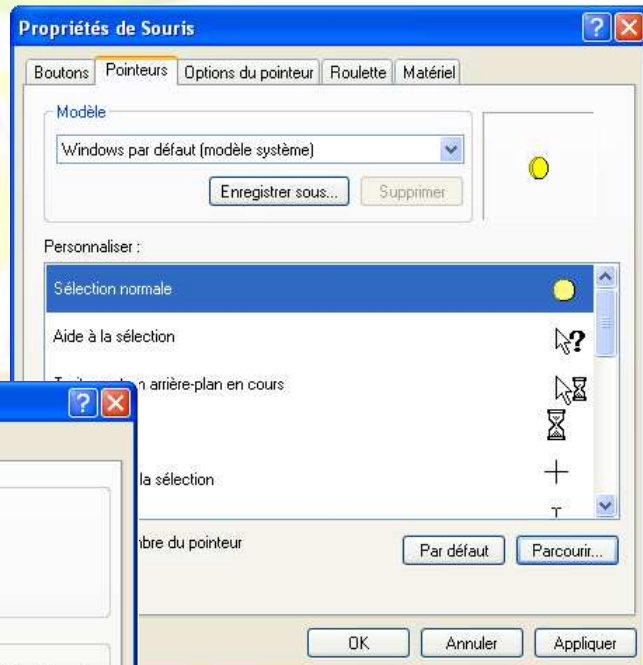 Propriétés de Souris
Boutons Pointeurs Options du pointeur Roulette Matériel
Modèle
Windows par défaut (modèle système)
Enregistrer sous... Supprimer
Personnaliser :
Sélection normale
Aide à la sélection
arrière-plan en cours
la sélection
du pointeur
Par défaut Parcourir...
OK Annuler Appliquer